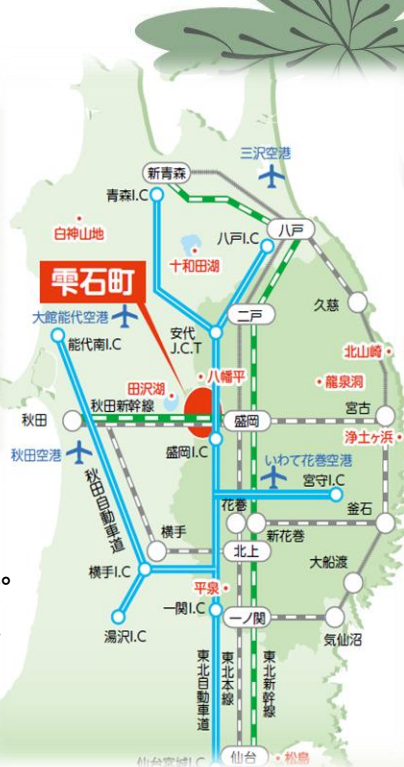 三沢空港
新青森
青森I.C
白神山地
八戸I.C
八戸
十和田湖
雫石町
大館能代空港
能代南I.C
安代
J.C.T
二戸
久慈
北山崎
八幡平
龍泉洞
田沢湖
秋田新幹線
秋田
盛岡
宮古
浄土ヶ浜
秋田空港
盛岡I.C
いわて花巻空港
宮守I.C
秋田自動車道
花巻
新花巻
釜石
横手
北上
大船渡
横手I.C
平泉
一関I.C
一ノ関
湯沢I.C
気仙沼
東北自動車道
東北本線
東北新幹線
仙台宮城I.C
仙台
松島
。